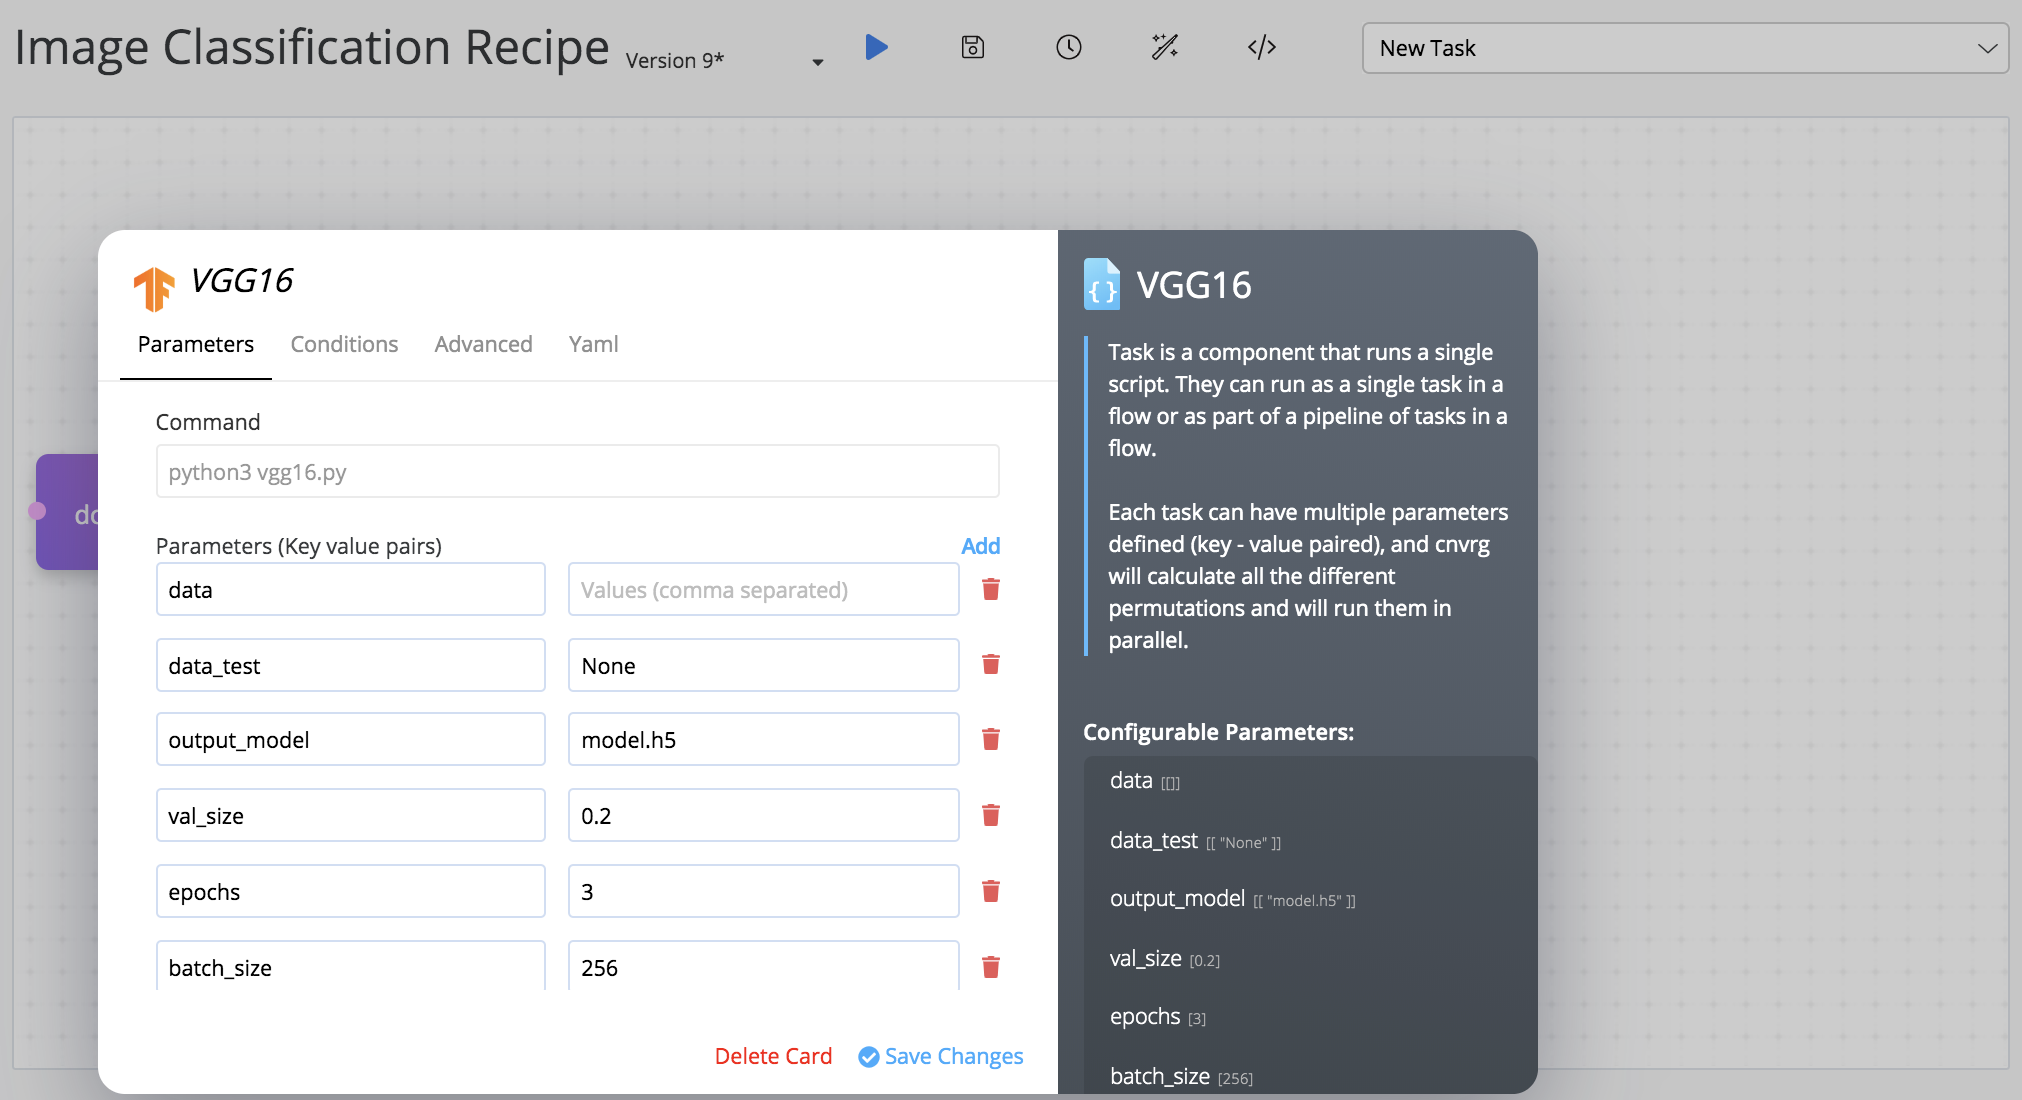 Image Classification Recipe Version 9*
New Task
VGG16
Parameters Conditions Advanced Yaml
Command
python3 vgg16.py
Parameters (Key value pairs) Add
data Values (comma separated)
data_test None
output_model model.h5
val_size 0.2
epochs 3
batch_size 256
Delete Card Save Changes
VGG16
Task is a component that runs a single
script. They can run as a single task in a
flow or as part of a pipeline of tasks in a
flow.
Each task can have multiple parameters
defined (key - value paired), and cnvrg
will calculate all the different
permutations and will run them in
parallel.
Configurable Parameters:
data [[]]
data_test [[ "None" ]]
output_model [[ "model.h5" ]]
val_size [0.2]
epochs [3]
batch_size [256]